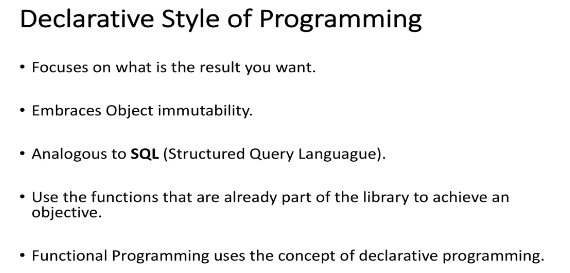 Declarative Style of Programming
• Focuses on what is the result you want.
• Embraces Object immutability.
• Analogous to SQL (Structured Query Languague).
• Use the functions that are already part of the library to achieve an
objective.
• Functional Programming uses the concept of declarative programming.